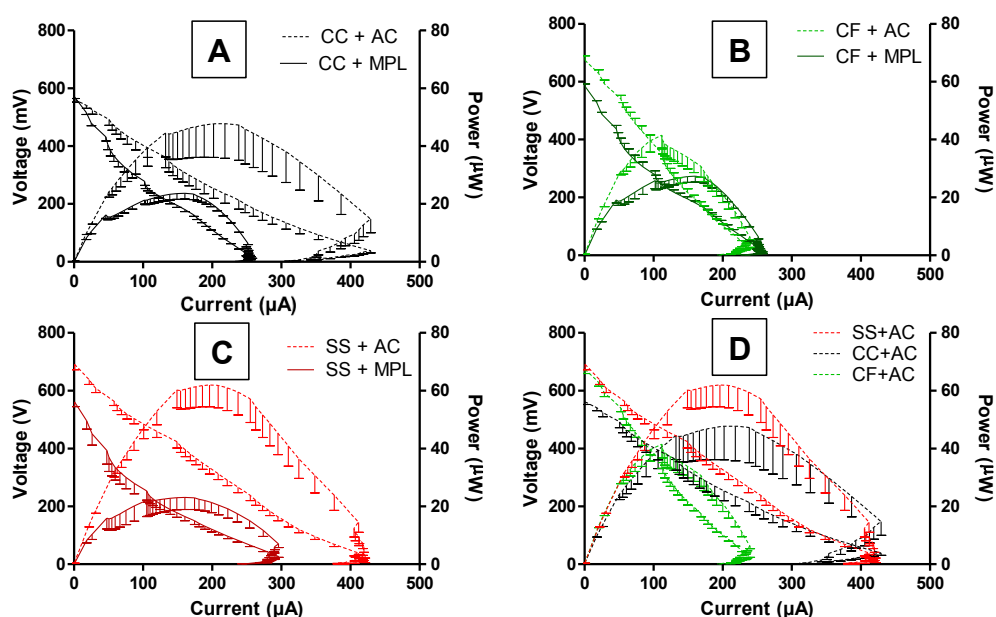 A
CC + AC
CC + MPL
800
600
400
200
0
Voltage (mV)
80
60
40
20
0
Power (µW)
0 100 200 300 400 500
Current (µA)
B
CF + AC
CF + MPL
800
600
400
200
0
Voltage (V)
80
60
40
20
0
Power (µW)
0 100 200 300 400 500
Current (µA)
C
SS + AC
SS + MPL
800
600
400
200
0
Voltage (V)
80
60
40
20
0
Power (µW)
0 100 200 300 400 500
Current (µA)
D
SS+AC
CC+AC
CF+AC
800
600
400
200
0
Voltage (mV)
80
60
40
20
0
Power (µW)
0 100 200 300 400 500
Current (µA)